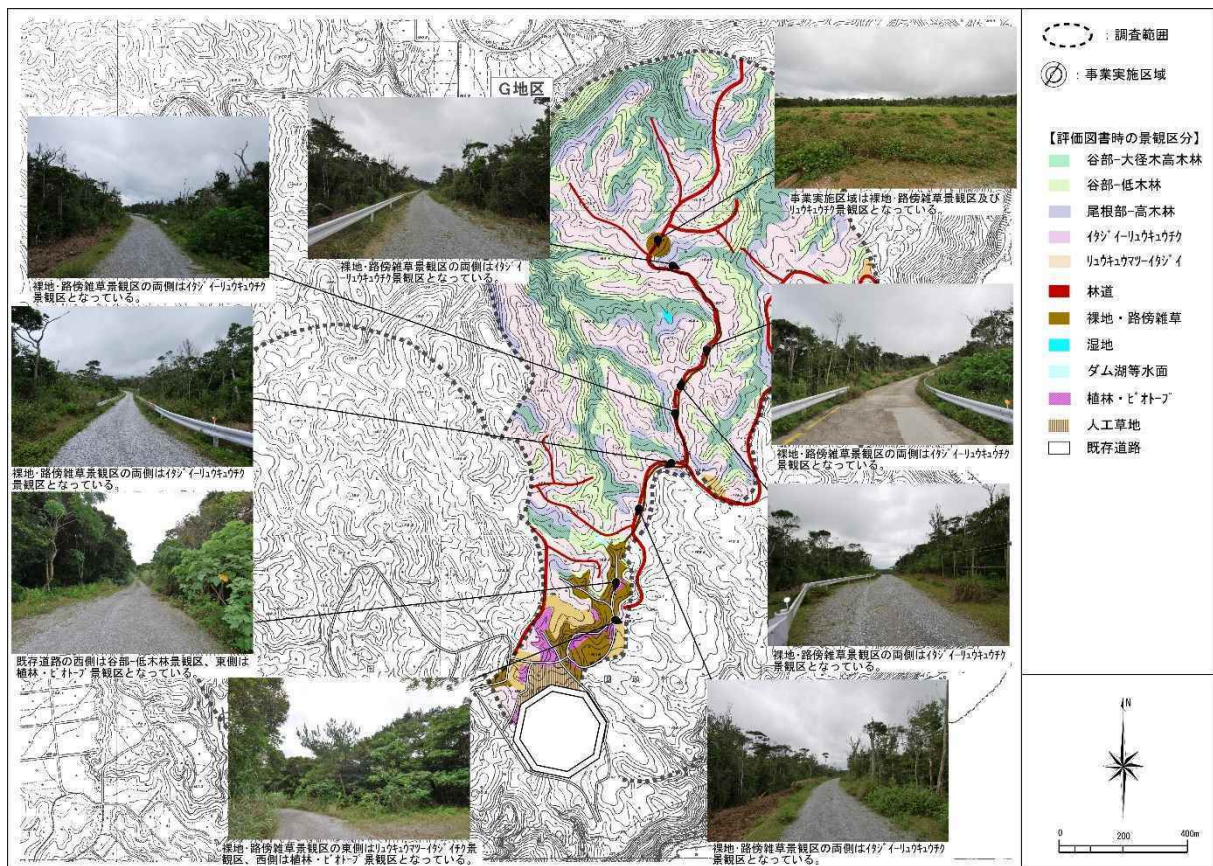 G地区
事業実施区域は裸地・路傍雑草景観区及び
ﾘｭｳｷｭｳﾁｸ景観区となっている。
裸地･路傍雑草景観区の両側はｲﾀｼﾞｲ
ｰﾘｭｳｷｭｳﾁｸ景観区となっている。
裸地･路傍雑草景観区の両側はｲﾀｼﾞｲｰﾘｭｳｷｭｳﾁｸ
景観区となっている。
裸地･路傍雑草景観区の両側はｲﾀｼﾞｲｰﾘｭｳｷｭｳﾁｸ
景観区となっている。
裸地･路傍雑草景観区の両側はｲﾀｼﾞｲｰﾘｭｳｷｭｳﾁｸ
景観区となっている。
既存道路の西側は谷部-低木林景観区、東側は
植林・ﾋﾞｵﾄｰﾌﾟ景観区となっている。
裸地･路傍雑草景観区の両側はｲﾀｼﾞｲｰﾘｭｳｷｭｳﾁｸ
景観区となっている。
裸地･路傍雑草景観区の東側はﾘｭｳｷｭｳﾏﾂｰｲﾀｼﾞｲﾁｸ景
観区、西側は植林・ﾋﾞｵﾄｰﾌﾟ景観区となっている。
裸地･路傍雑草景観区の両側はｲﾀｼﾞｲｰﾘｭｳｷｭｳﾁｸ
景観区となっている。
：調査範囲
：事業実施区域
【評価図書時の景観区分】
谷部-大径木高木林
谷部-低木林
尾根部-高木林
ｲﾀｼﾞｲｰﾘｭｳｷｭｳﾁｸ
ﾘｭｳｷｭｳﾏﾂｰｲﾀｼﾞｲ
林道
裸地・路傍雑草
湿地
ダム湖等水面
植林・ﾋﾞｵﾄｰﾌﾟ
人工草地
既存道路
N
0 200 400m